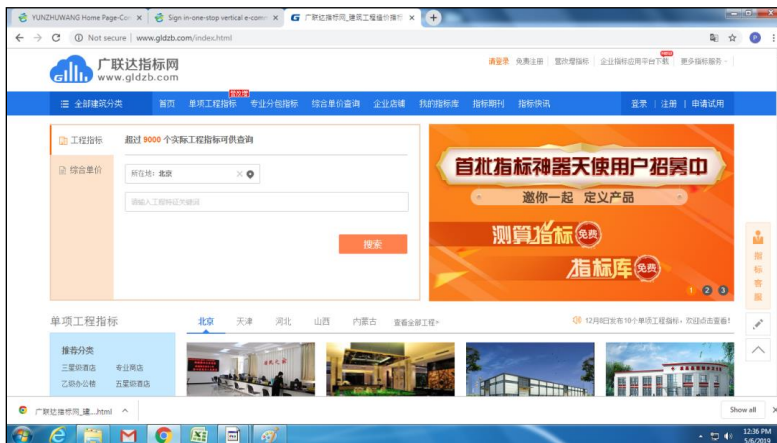 YUNZHUWANG Home Page-Co
Sign in-one-stop vertical e-comm
广联达指标网_建筑工程造价指标
Not secure | www.gldzb.com/index.html
广联达指标网
www.gldzb.com
请登录 免费注册 营改增指标 企业指标应用平台下载 更多指标服务
全部建筑分类 首页 单项工程指标 专业分包指标 综合单价查询 企业店铺 我的指标库 指标期刊 指标快讯 登录 | 注册 | 申请试用
工程指标
超过 9000 个实际工程指标可供查询
综合单价
所在地: 北京
请输入工程特征关键词
搜索
首批指标神器天使用户招募中
邀你一起 定义产品
测算指标 免费
指标库 免费
1 2 3
指标客服
单项工程指标
北京 天津 河北 山西 内蒙古 查看全部工程>
12月8日发布10个单项工程指标，欢迎点击查看!
推荐分类
三星级酒店 专业网店
乙级办公楼 五星级酒店
广联达指标网_建....html
Show all
12:36 PM
5/6/2019